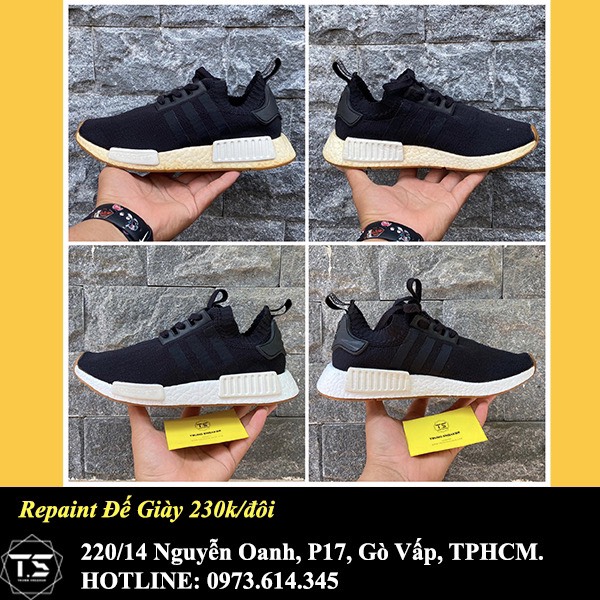 T.S
T.S
Repaint Đế Giày 230k/đôi
T.S
220/14 Nguyễn Oanh, P17, Gò Vấp, TPHCM.
HOTLINE: 0973.614.345